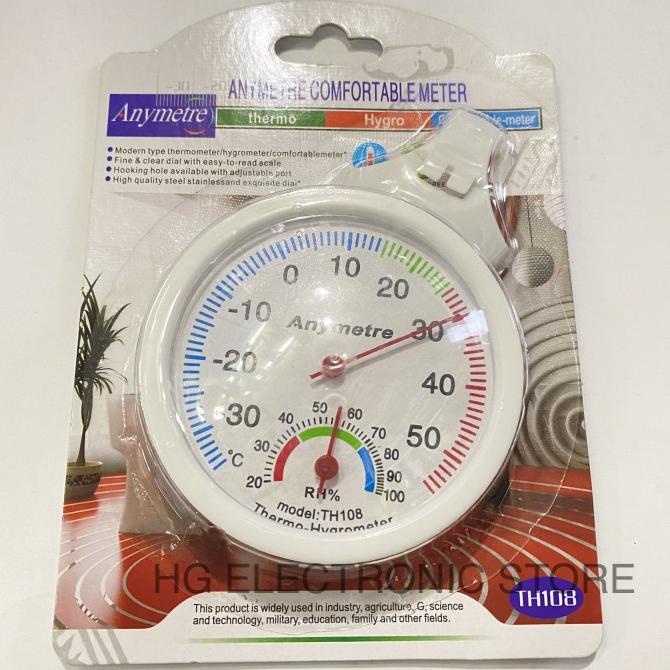 ANYMETRE COMFORTABLE METER
Anymetre thermo Hygro
• Modern type thermometer/hygrometer/comfortablemeter"
• Fine & clear dial with easy-to-read scale
• Hooking hole available with adjustable port
• High quality steel stainlessand exquisite dial"
0 10 20
-10 30
Anymetre
-20 40
-30 50
°C
20 30 40 50 60 70 80 90 100
RH%
model:TH108
Thermo-Hygrometer
HG ELECTRONIC STORE
TH108
This product is widely used in industry, agriculture, G, science
and technology, military, education, family and other fields.